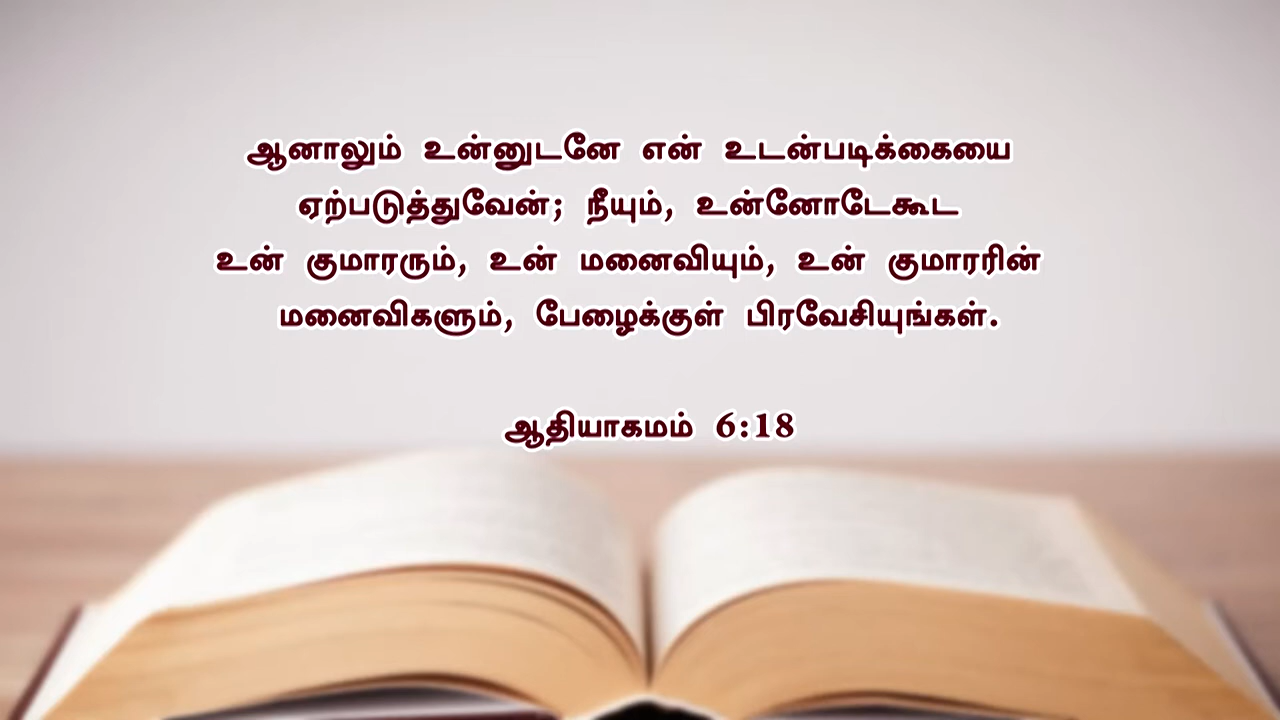 ஆனாலும் உன்னுடனே என் உடன்படிக்கையை
ஏற்படுத்துவேன்; நீயும், உன்னோடேகூட
உன் குமாரரும், உன் மனைவியும், உன் குமாரரின்
மனைவிகளும், பேழைக்குள் பிரவேசியுங்கள்.
ஆதியாகமம் 6:18